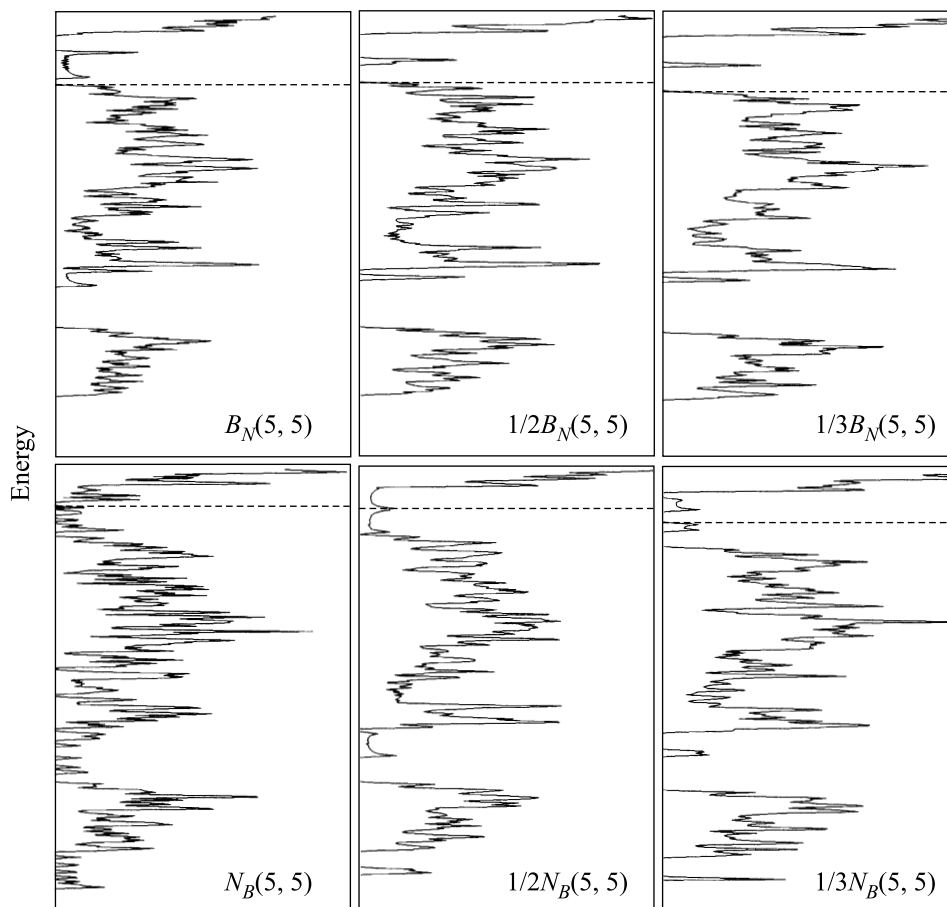 Energy
B_N(5, 5)
1/2B_N(5, 5)
1/3B_N(5, 5)
N_B(5, 5)
1/2N_B(5, 5)
1/3N_B(5, 5)